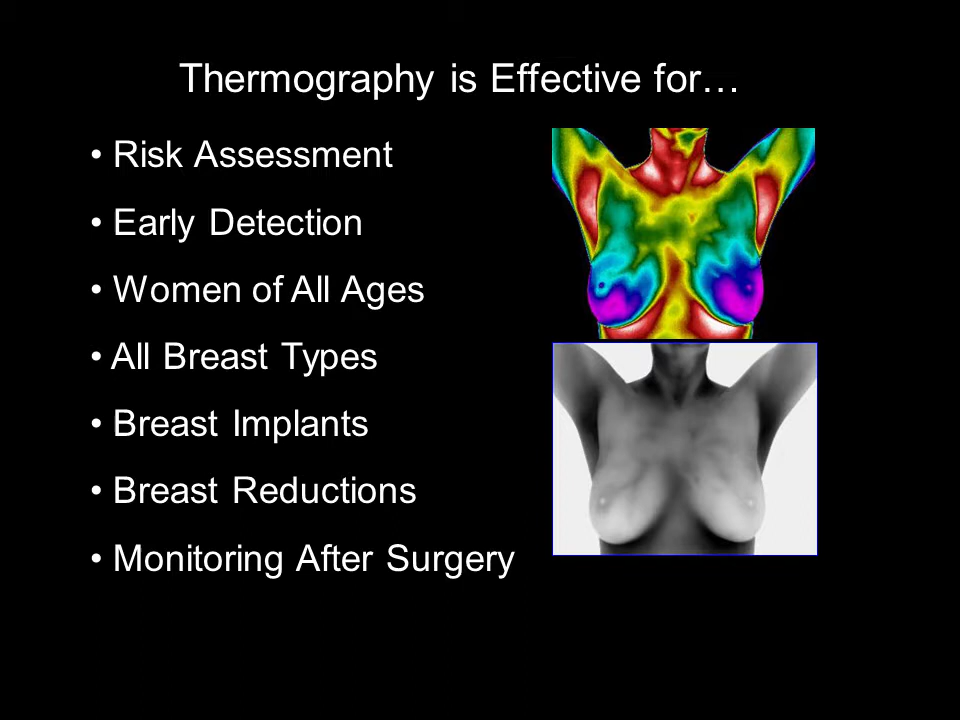 Thermography is Effective for…
• Risk Assessment
• Early Detection
• Women of All Ages
• All Breast Types
• Breast Implants
• Breast Reductions
• Monitoring After Surgery